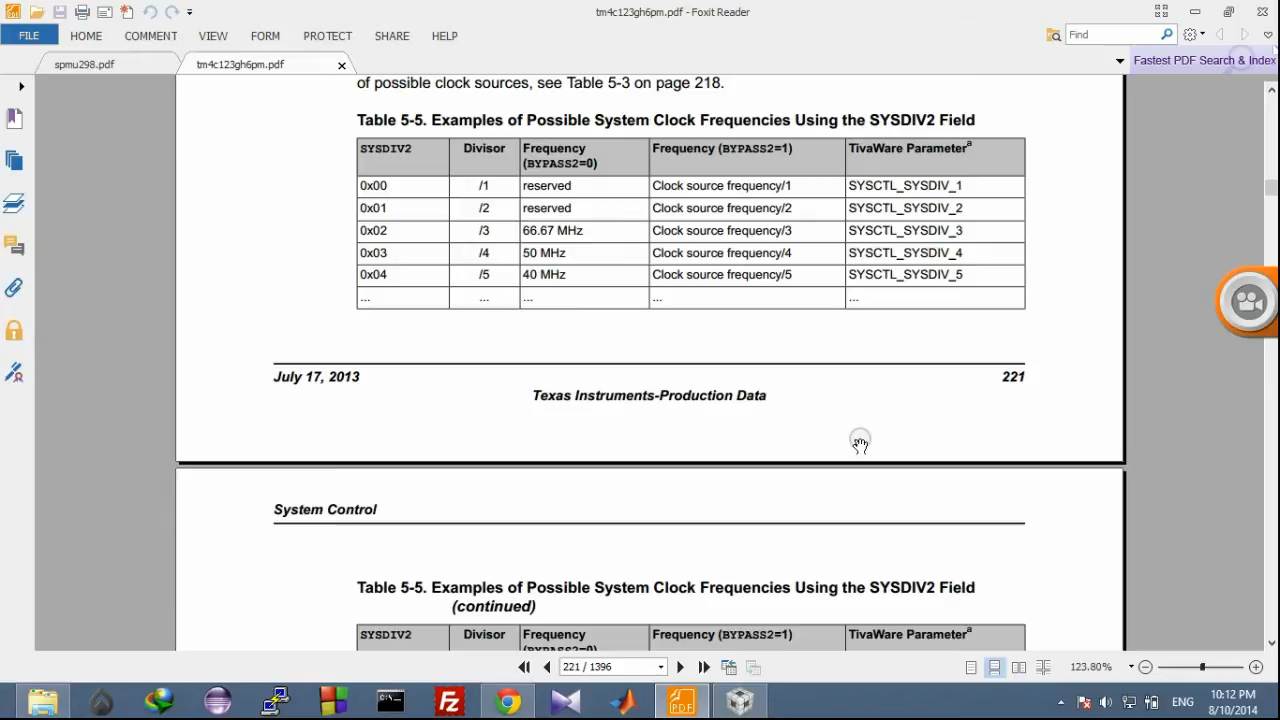 tm4c123gh6pm.pdf - Foxit Reader
FILE HOME COMMENT VIEW FORM PROTECT SHARE HELP Find
spmu298.pdf tm4c123gh6pm.pdf Fastest PDF Search & Index
of possible clock sources, see Table 5-3 on page 218.
Table 5-5. Examples of Possible System Clock Frequencies Using the SYSDIV2 Field
SYSDIV2 Divisor Frequency (BYPASS2=0) Frequency (BYPASS2=1) TivaWare Parameterᵃ
0x00 /1 reserved Clock source frequency/1 SYSCTL_SYSDIV_1
0x01 /2 reserved Clock source frequency/2 SYSCTL_SYSDIV_2
0x02 /3 66.67 MHz Clock source frequency/3 SYSCTL_SYSDIV_3
0x03 /4 50 MHz Clock source frequency/4 SYSCTL_SYSDIV_4
0x04 /5 40 MHz Clock source frequency/5 SYSCTL_SYSDIV_5
... ... ... ... ...
July 17, 2013 221
Texas Instruments-Production Data
System Control
Table 5-5. Examples of Possible System Clock Frequencies Using the SYSDIV2 Field
(continued)
SYSDIV2 Divisor Frequency (BYPASS2=0) Frequency (BYPASS2=1) TivaWare Parameterᵃ
221 / 1396 123.80%
PDF ENG 10:12 PM
8/10/2014